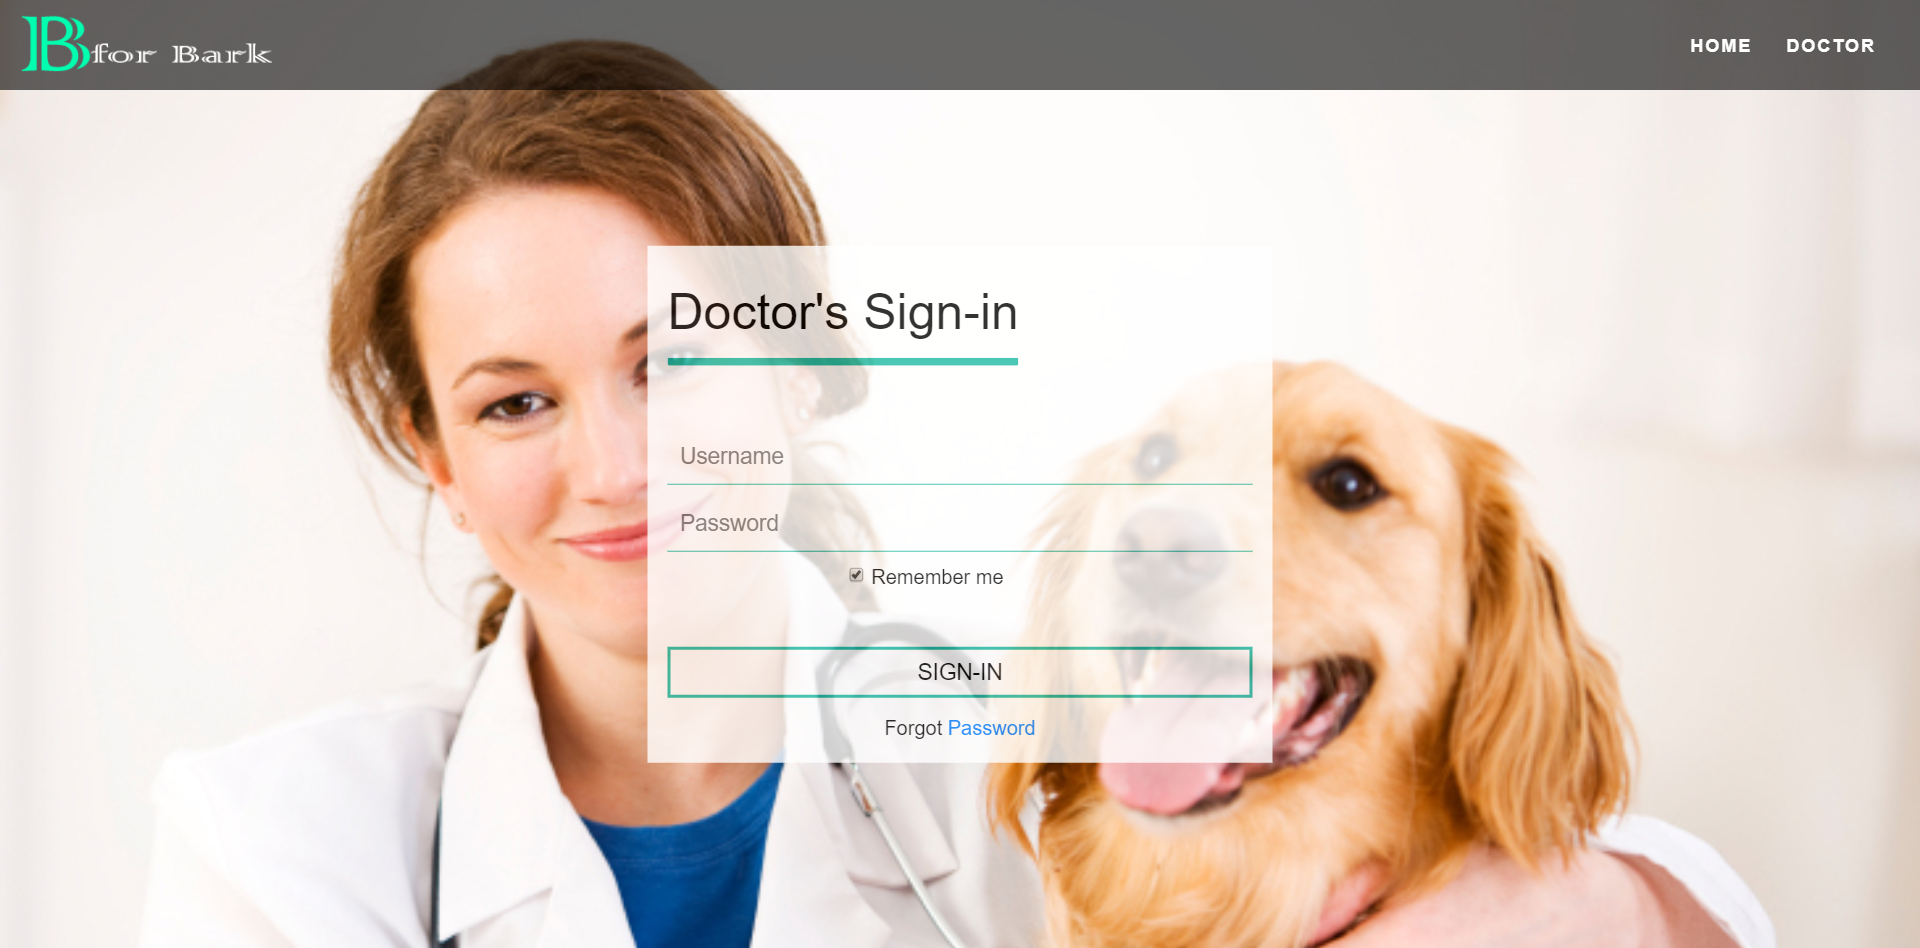 B for Bark
HOME DOCTOR
Doctor's Sign-in
Username
Password
Remember me
SIGN-IN
Forgot Password